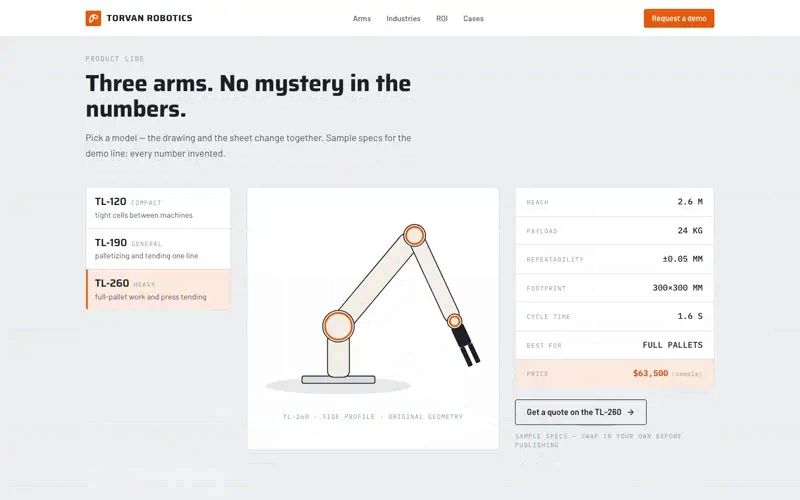 TORVAN ROBOTICS
Arms Industries ROI Cases
Request a demo
PRODUCT LINE
Three arms. No mystery in the
numbers.
Pick a model — the drawing and the sheet change together. Sample specs for the
demo line; every number invented.
TL-120 COMPACT
tight cells between machines
TL-190 GENERAL
palletizing and tending one line
TL-260 HEAVY
full-pallet work and press tending
TL-260 · SIDE PROFILE · ORIGINAL GEOMETRY
REACH 2.6 M
PAYLOAD 24 KG
REPEATABILITY ±0.05 MM
FOOTPRINT 300×300 MM
CYCLE TIME 1.6 S
BEST FOR FULL PALLETS
PRICE $63,500 (sample)
Get a quote on the TL-260 →
SAMPLE SPECS — SWAP IN YOUR OWN BEFORE
PUBLISHING